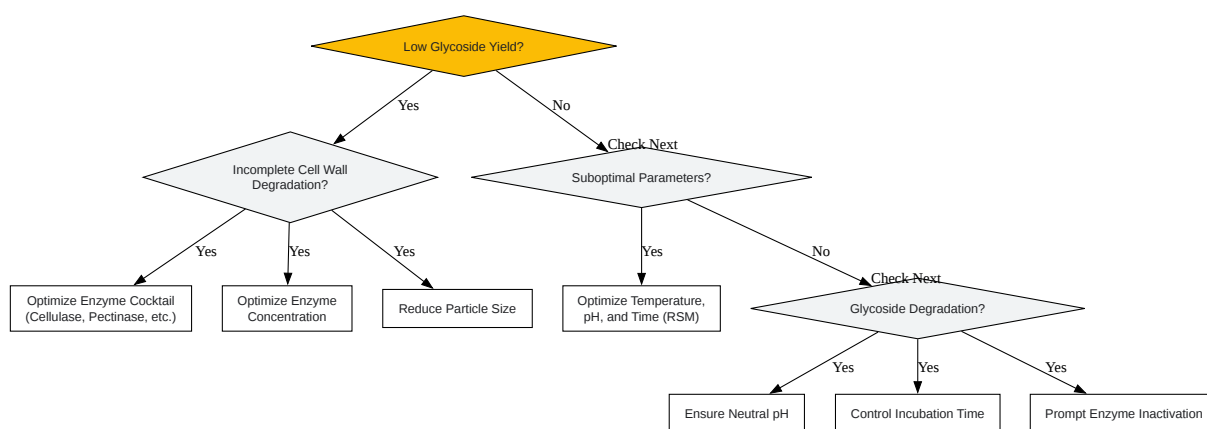 Low Glycoside Yield?
Yes
No
Check Next
Incomplete Cell Wall
Degradation?
Suboptimal Parameters?
Yes
Yes
Yes
Yes
No
Check Next
Optimize Enzyme Cocktail
(Cellulase, Pectinase, etc.)
Optimize Enzyme
Concentration
Reduce Particle Size
Optimize Temperature,
pH, and Time (RSM)
Glycoside Degradation?
Yes
Yes
Yes
Ensure Neutral pH
Control Incubation Time
Prompt Enzyme Inactivation